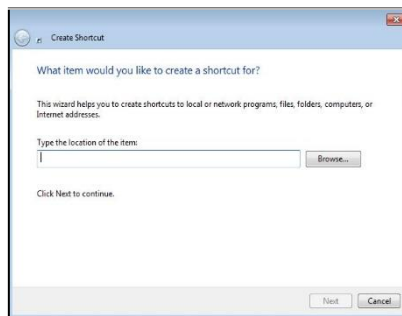 Create Shortcut
What item would you like to create a shortcut for?
This wizard helps you to create shortcuts to local or network programs, files, folders, computers, or
Internet addresses.
Type the location of the item:
Browse...
Click Next to continue.
Next
Cancel